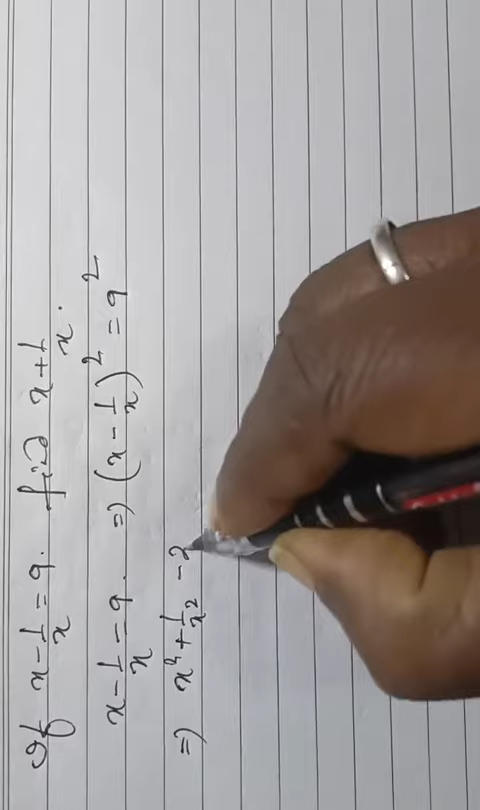 If x - 1/x = 9. find x + 1/x.
x - 1/x = 9. => (x - 1/x)² = 9²
=> x² + 1/x² - 2